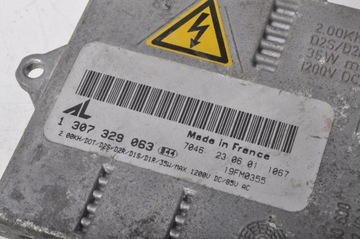 2.00KH
D2S/D
35W m
1200V D
AL
1 307 329 063
Made in France
7046 23 06 01 1067
19FM0355
2.00KH/DOT/D2S/D2R/D1S/D1R/35W/MAX 1200V DC/85V AC